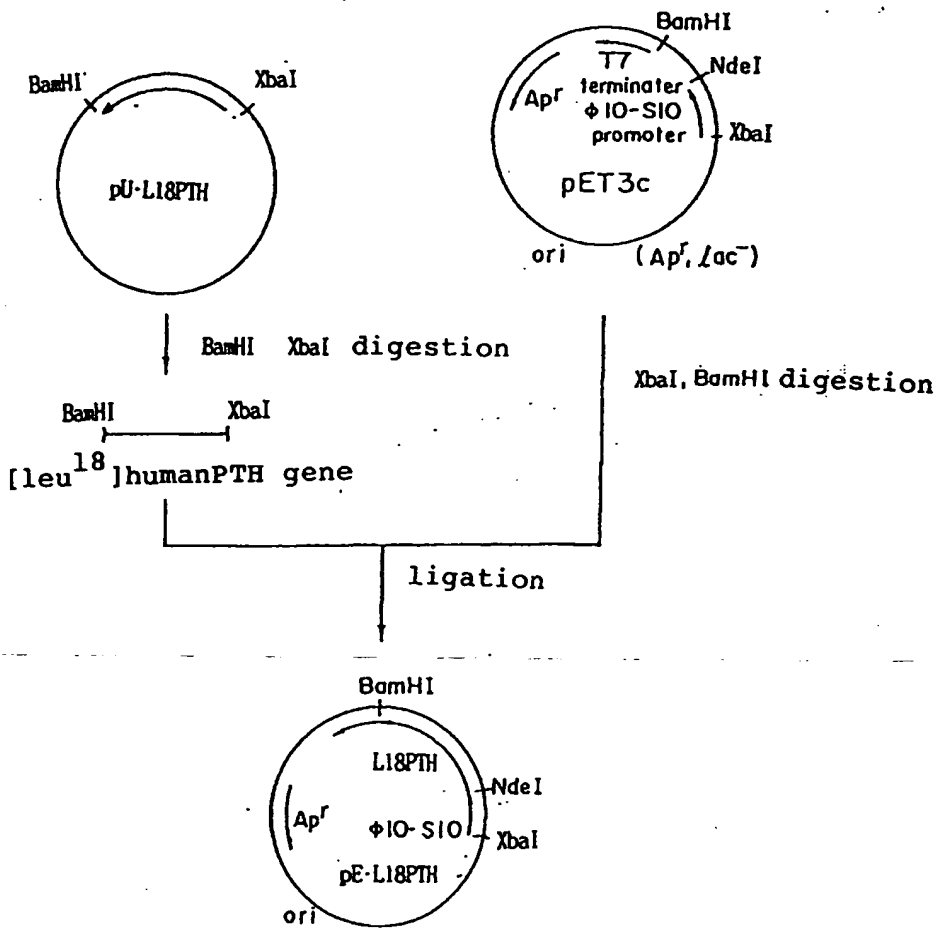 BamHI
XbaI
pU-L18PTH
BamHI
NdeI
XbaI
T7
terminater
Apr
φ10-S10
promoter
pET3c
ori
(Apr, lac-)
BamHI XbaI digestion
XbaI, BamHI digestion
BamHI XbaI
[leu18]humanPTH gene
ligation
BamHI
L18PTH
NdeI
Apr
φ10-S10
XbaI
pE-L18PTH
ori